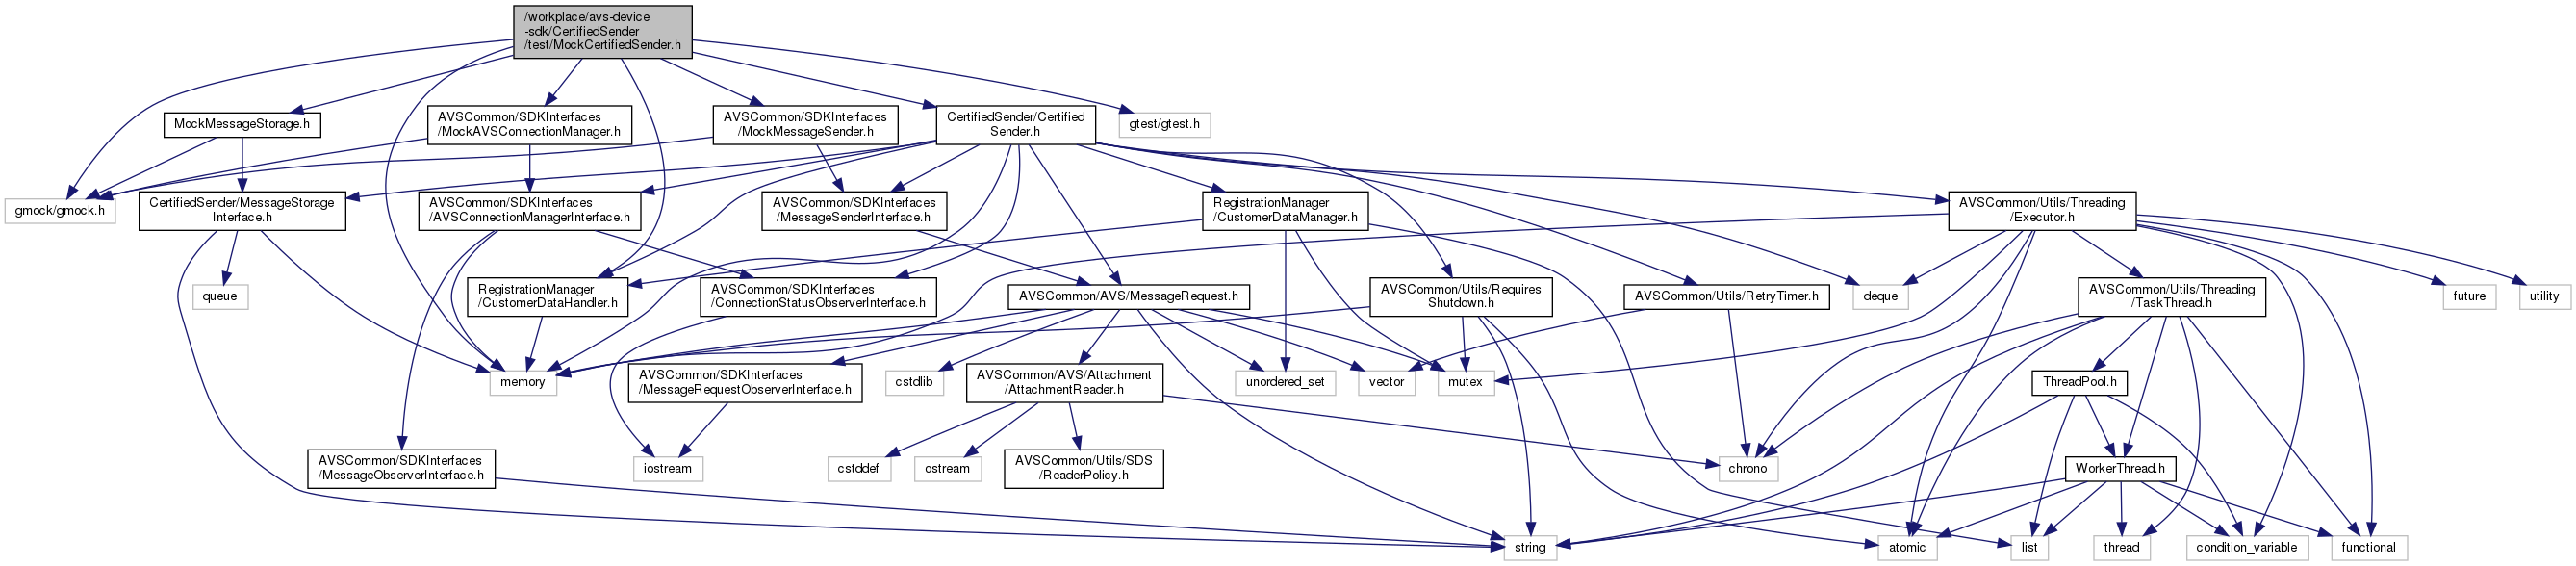 /workplace/avs-device
-sdk/CertifiedSender
/test/MockCertifiedSender.h
MockMessageStorage.h
AVSCommon/SDKInterfaces
/MockAVSConnectionManager.h
AVSCommon/SDKInterfaces
/MockMessageSender.h
CertifiedSender/Certified
Sender.h
gtest/gtest.h
gmock/gmock.h
CertifiedSender/MessageStorage
Interface.h
AVSCommon/SDKInterfaces
/AVSConnectionManagerInterface.h
AVSCommon/SDKInterfaces
/MessageSenderInterface.h
RegistrationManager
/CustomerDataManager.h
AVSCommon/Utils/Threading
/Executor.h
queue
RegistrationManager
/CustomerDataHandler.h
AVSCommon/SDKInterfaces
/ConnectionStatusObserverInterface.h
AVSCommon/AVS/MessageRequest.h
AVSCommon/Utils/Requires
Shutdown.h
AVSCommon/Utils/RetryTimer.h
deque
AVSCommon/Utils/Threading
/TaskThread.h
future
utility
memory
AVSCommon/SDKInterfaces
/MessageRequestObserverInterface.h
cstdlib
AVSCommon/AVS/Attachment
/AttachmentReader.h
unordered_set
vector
mutex
ThreadPool.h
AVSCommon/SDKInterfaces
/MessageObserverInterface.h
iostream
cstddef
ostream
AVSCommon/Utils/SDS
/ReaderPolicy.h
chrono
WorkerThread.h
string
atomic
list
thread
condition_variable
functional